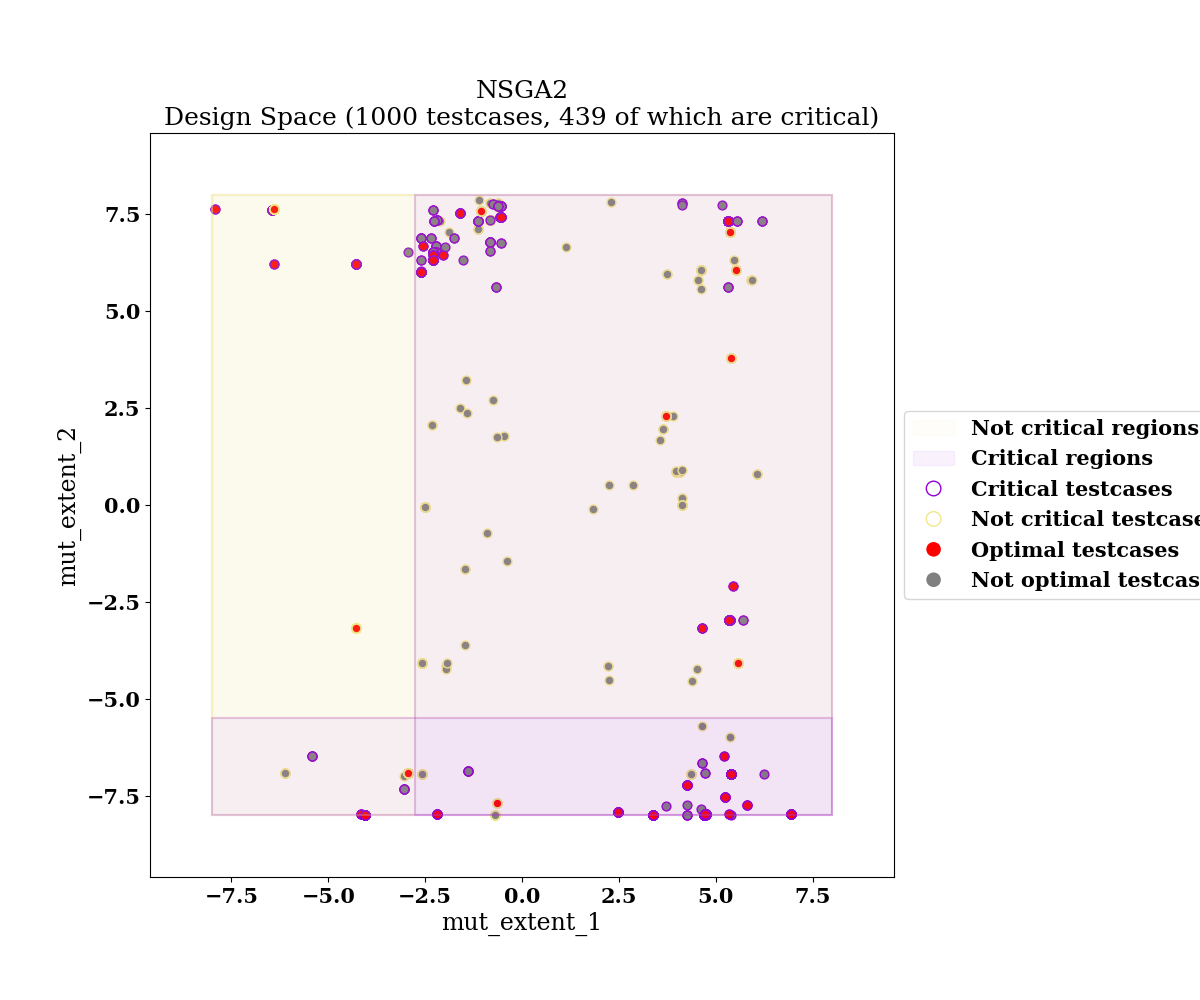 NSGA2
Design Space (1000 testcases, 439 of which are critical)
mut_extent_2
7.5
5.0
2.5
0.0
−2.5
−5.0
−7.5
−7.5
−5.0
−2.5
0.0
2.5
5.0
7.5
mut_extent_1
Not critical regions
Critical regions
Critical testcases
Not critical testcase
Optimal testcases
Not optimal testcas